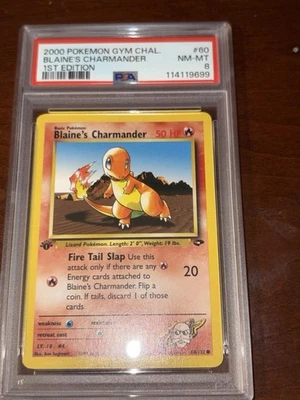 2000 POKEMON GYM CHAL. #60
BLAINE'S CHARMANDER NM-MT
1ST EDITION 8
PSA 114119699
Basic Pokémon
Blaine's Charmander 50 HP
Lizard Pokémon. Length: 2' 0", Weight: 19 lbs.
Fire Tail Slap Use this
attack only if there are any
Energy cards attached to
Blaine's Charmander. Flip a
coin. If tails, discard 1 of those
cards
20
weakness resistance
retreat cost